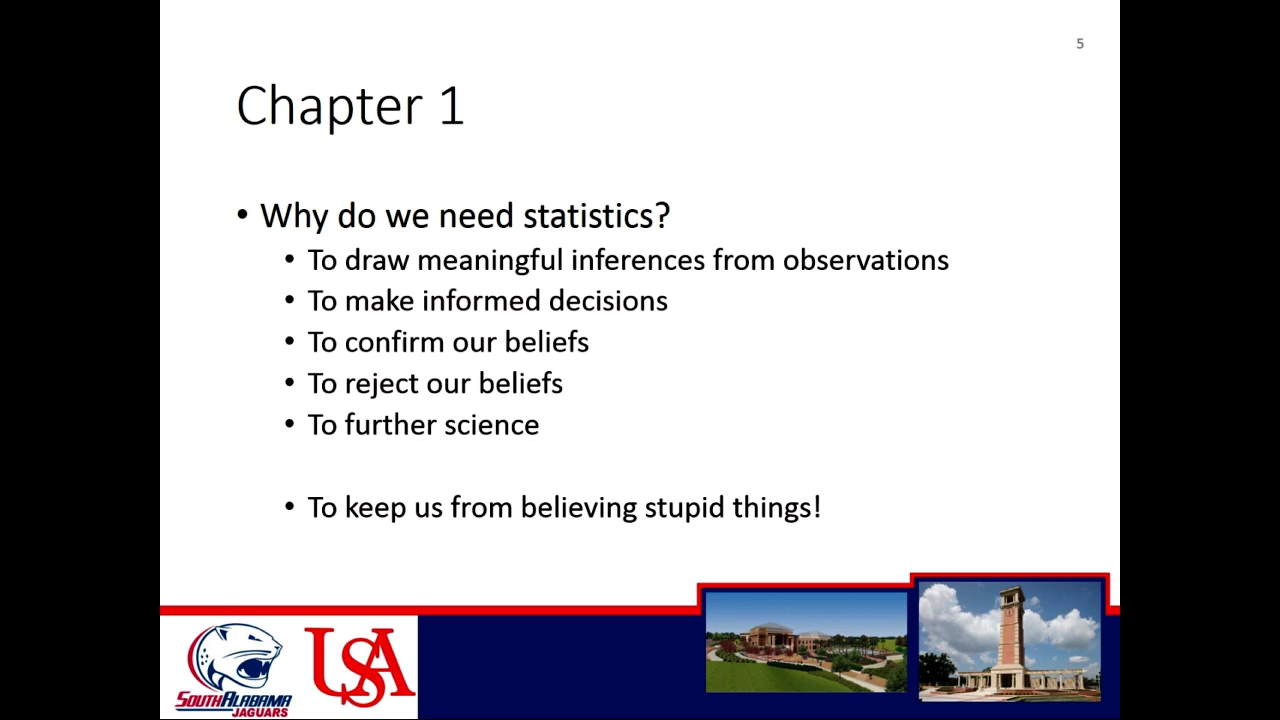 5
Chapter 1
• Why do we need statistics?
• To draw meaningful inferences from observations
• To make informed decisions
• To confirm our beliefs
• To reject our beliefs
• To further science
• To keep us from believing stupid things!
SOUTH ALABAMA
JAGUARS
USA